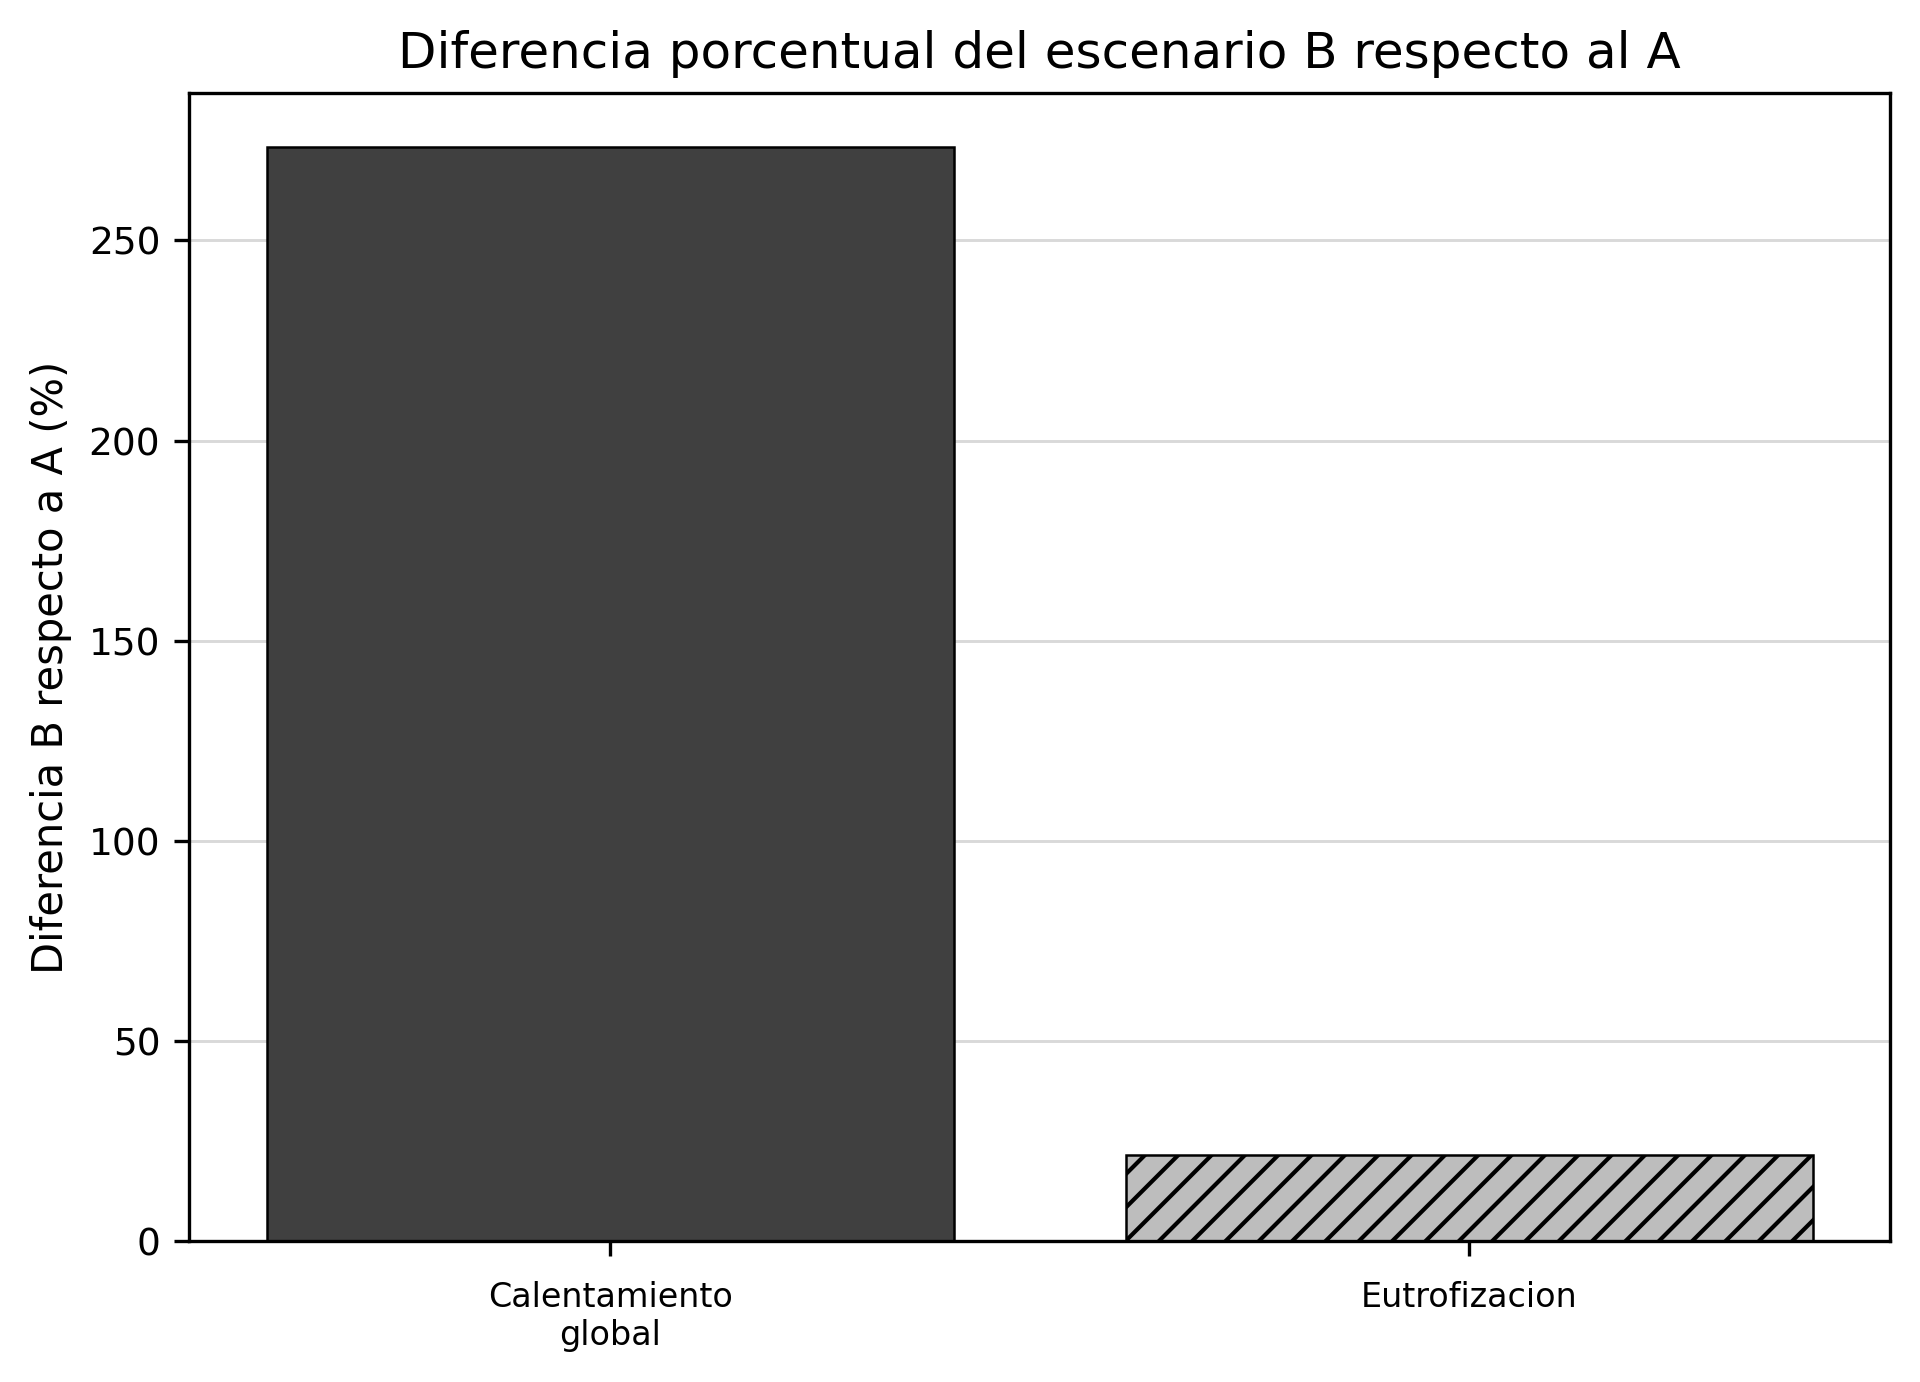 Diferencia porcentual del escenario B respecto al A
Diferencia B respecto a A (%)
250
200
150
100
50
0
Calentamiento
global
Eutrofizacion